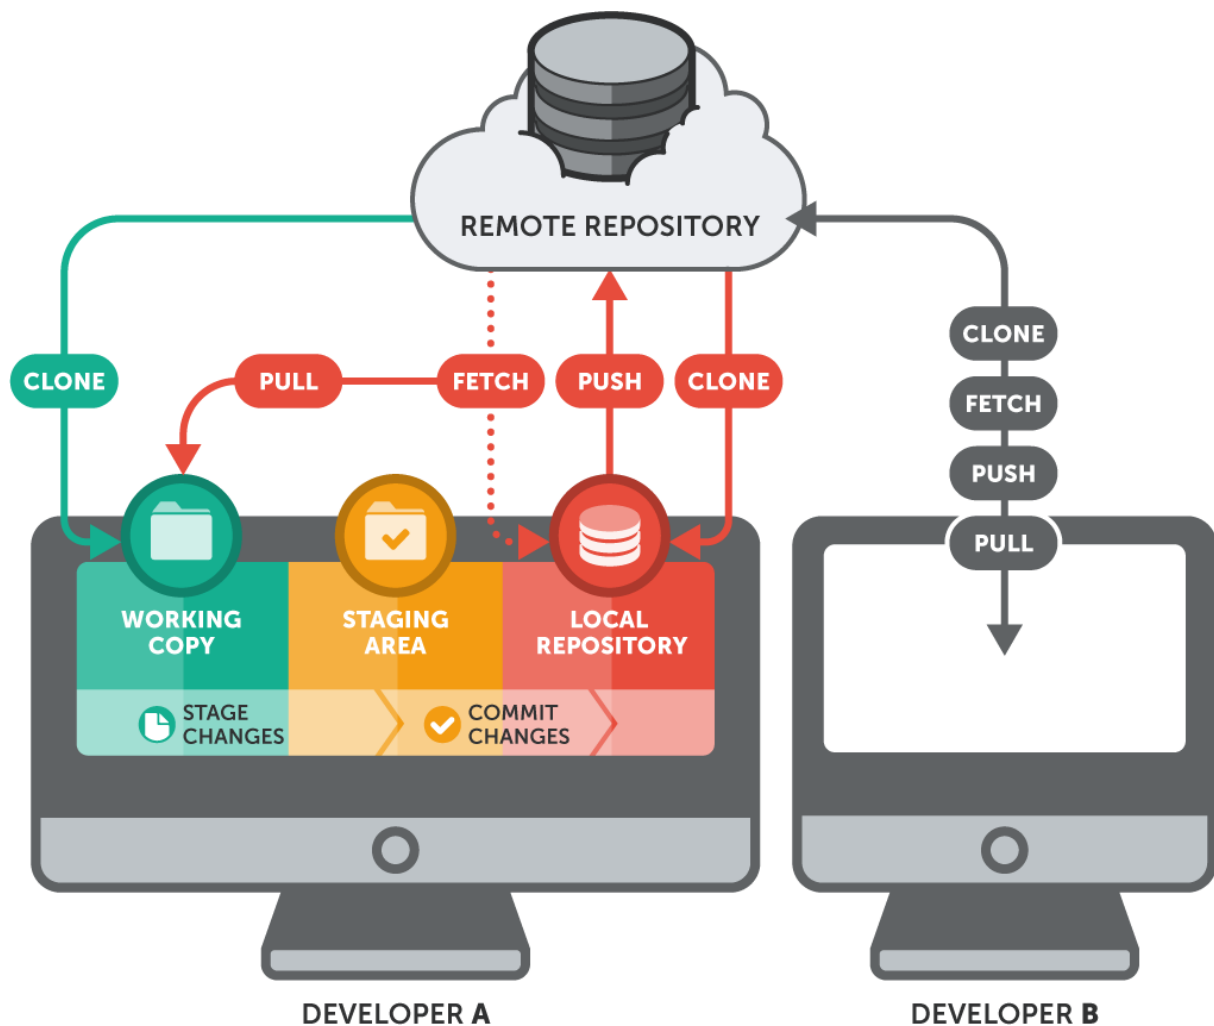 REMOTE REPOSITORY
CLONE
PULL
FETCH
PUSH
CLONE
CLONE
FETCH
PUSH
PULL
WORKING
COPY
STAGING
AREA
LOCAL
REPOSITORY
STAGE
CHANGES
COMMIT
CHANGES
DEVELOPER A
DEVELOPER B